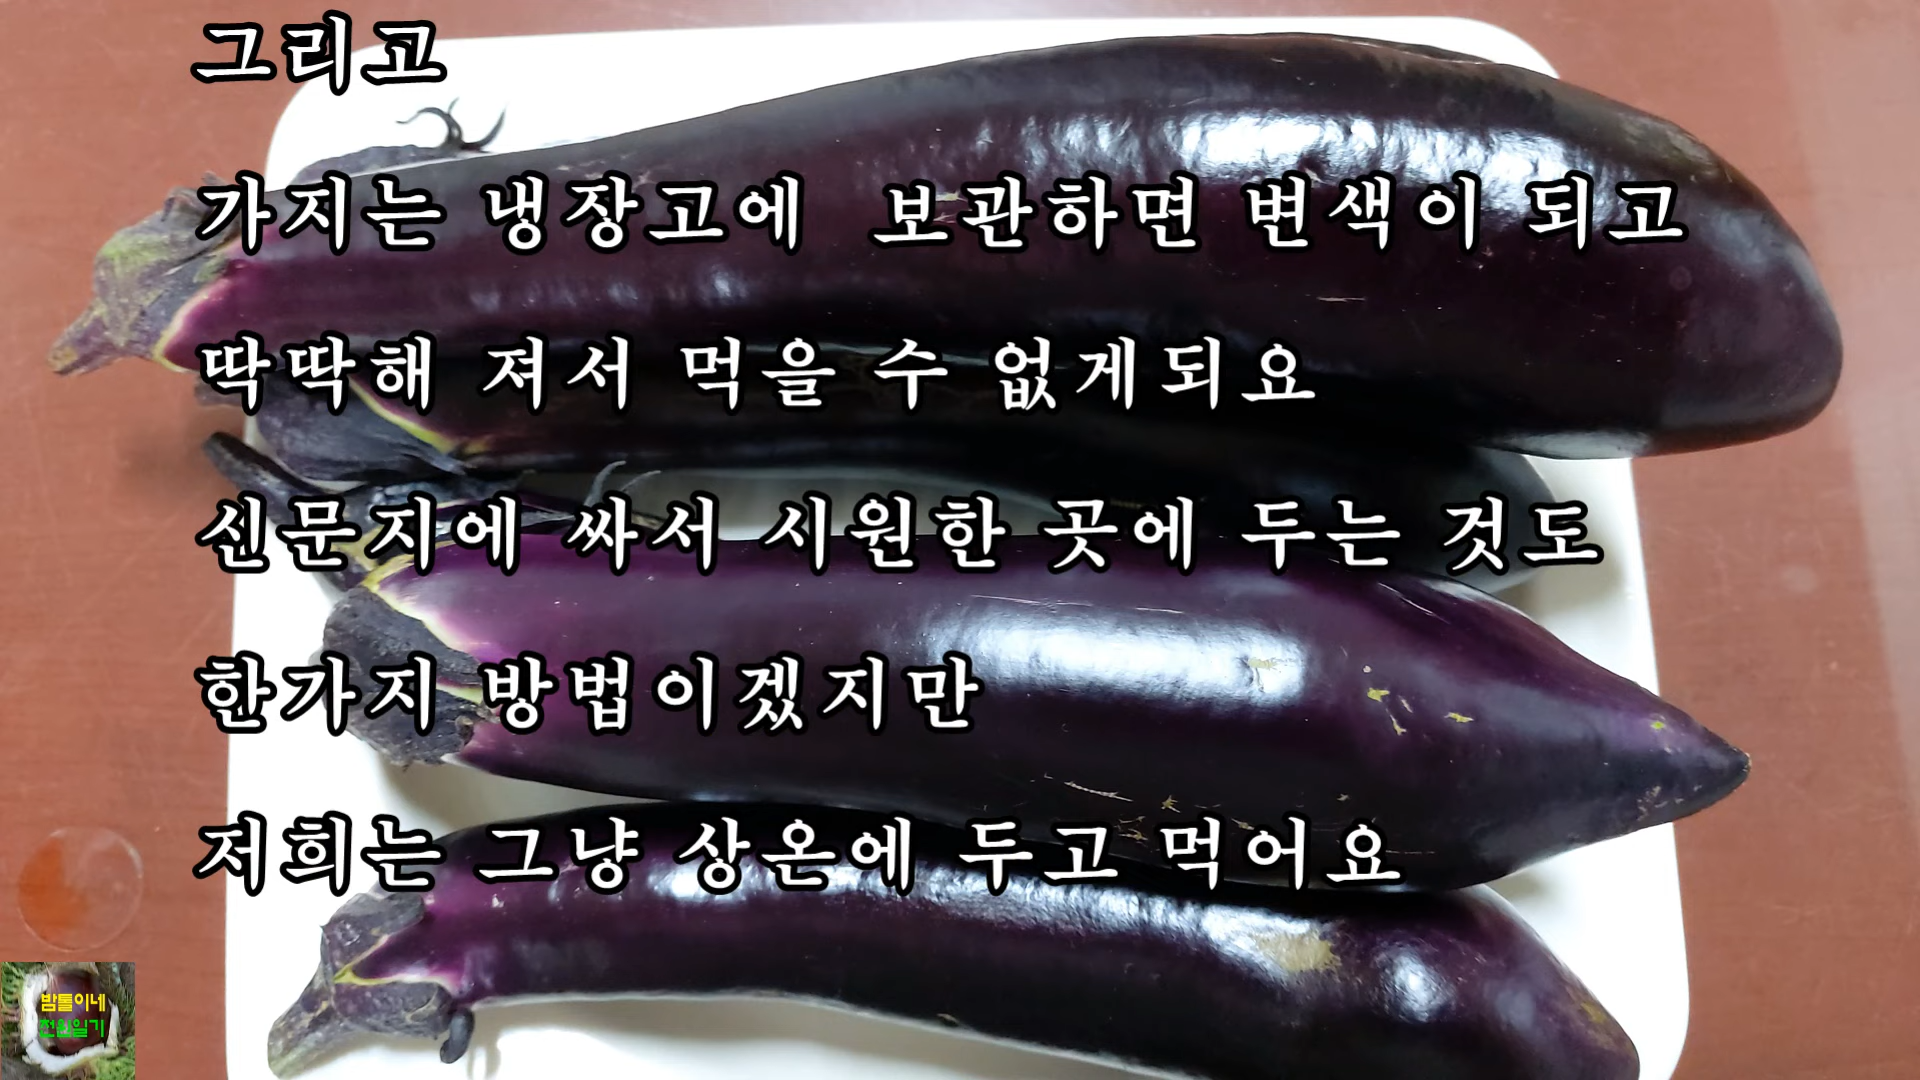 그리고
가지는 냉장고에 보관하면 변색이 되고
딱딱해 져서 먹을 수 없게되요
신문지에 싸서 시원한 곳에 두는 것도
한가지 방법이겠지만
저희는 그냥 상온에 두고 먹어요
밤톨이네
전원일기